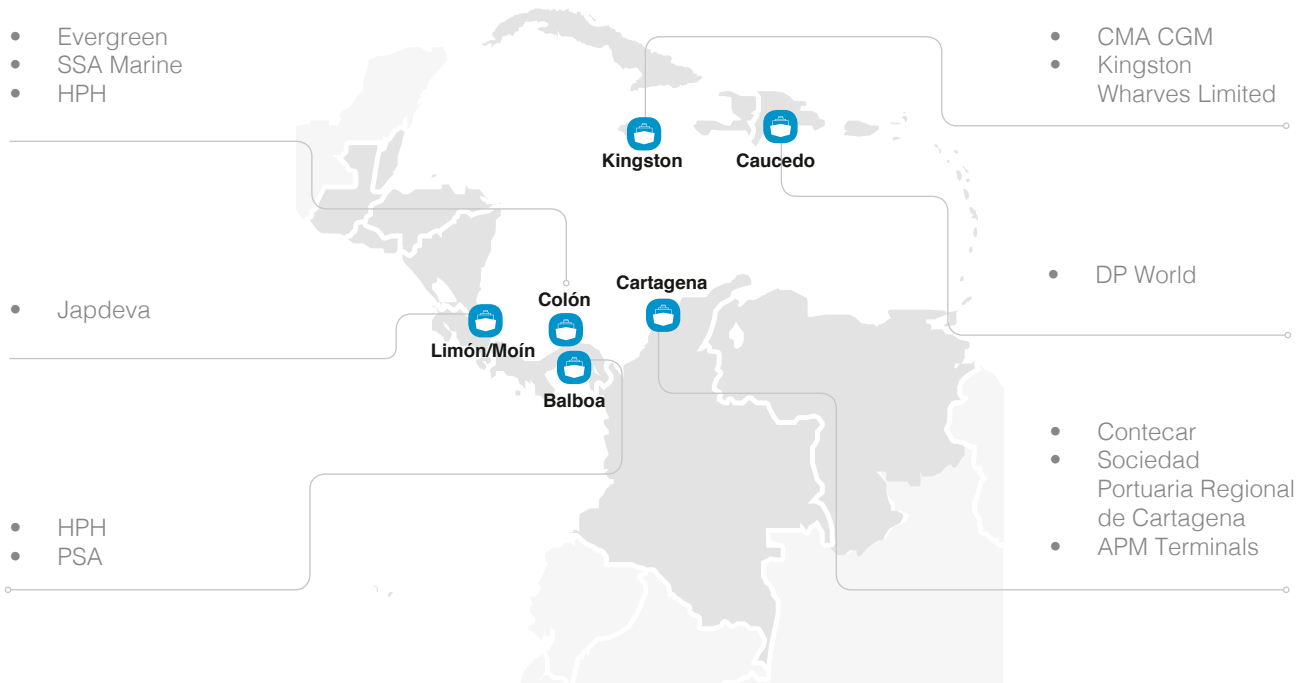 Evergreen
SSA Marine
HPH
CMA CGM
Kingston
Wharves Limited
Kingston
Caucedo
DP World
Cartagena
Colón
Japdeva
Limón/Moín
Balboa
Contecar
Sociedad
Portuaria Regional
de Cartagena
APM Terminals
HPH
PSA